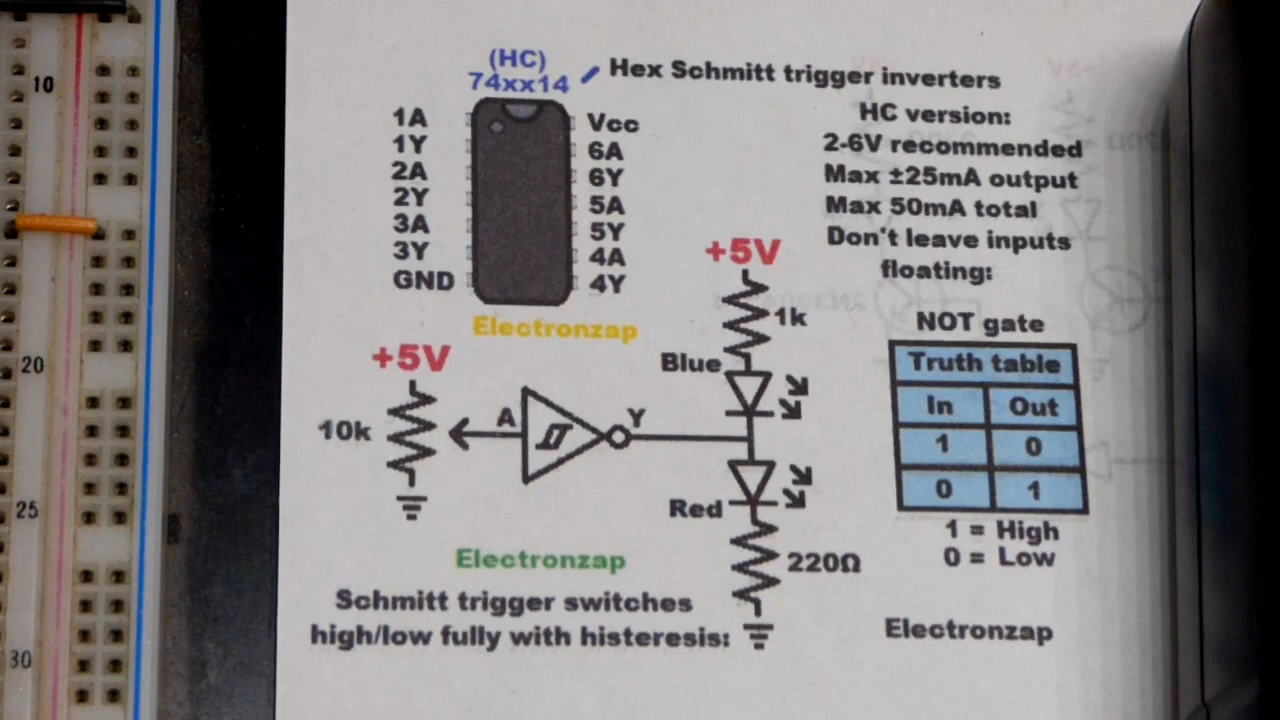 10
20
25
30
(HC)
74xx14
Hex Schmitt trigger inverters
1A
1Y
2A
2Y
3A
3Y
GND
Vcc
6A
6Y
5A
5Y
4A
4Y
HC version:
2-6V recommended
Max ±25mA output
Max 50mA total
Don't leave inputs
floating:
Electronzap
+5V
10k
A
Y
+5V
1k
Blue
Red
220Ω
NOT gate
Truth table
In Out
1 0
0 1
1 = High
0 = Low
Electronzap
Schmitt trigger switches
high/low fully with histeresis:
Electronzap